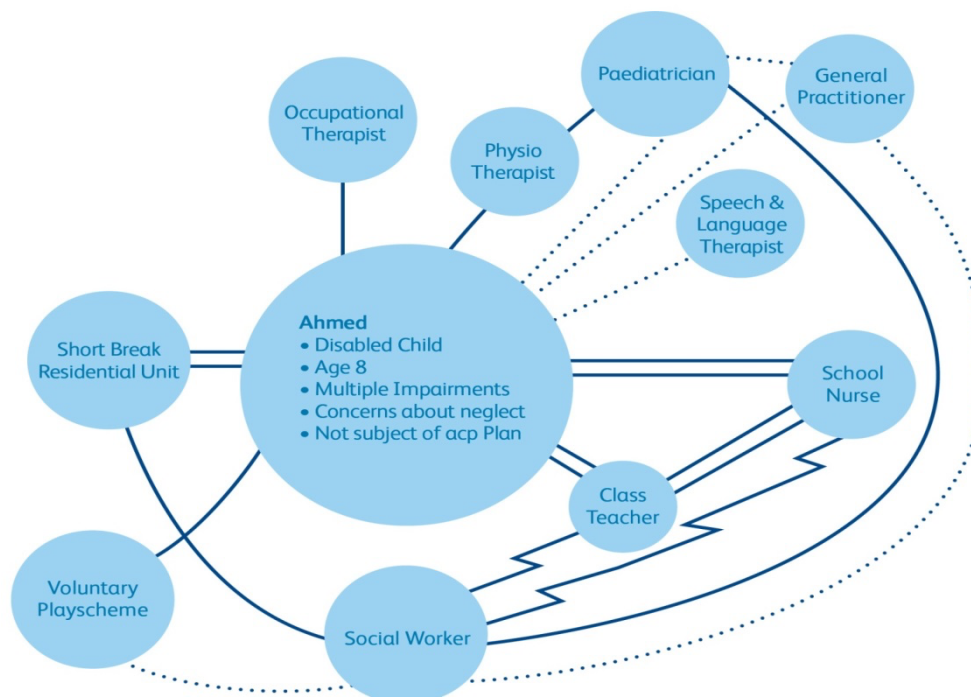 Paediatrician
General
Practitioner
Occupational
Therapist
Physio
Therapist
Speech &
Language
Therapist
Ahmed
• Disabled Child
• Age 8
• Multiple Impairments
• Concerns about neglect
• Not subject of acp Plan
Short Break
Residential Unit
School
Nurse
Class
Teacher
Voluntary
Playscheme
Social Worker